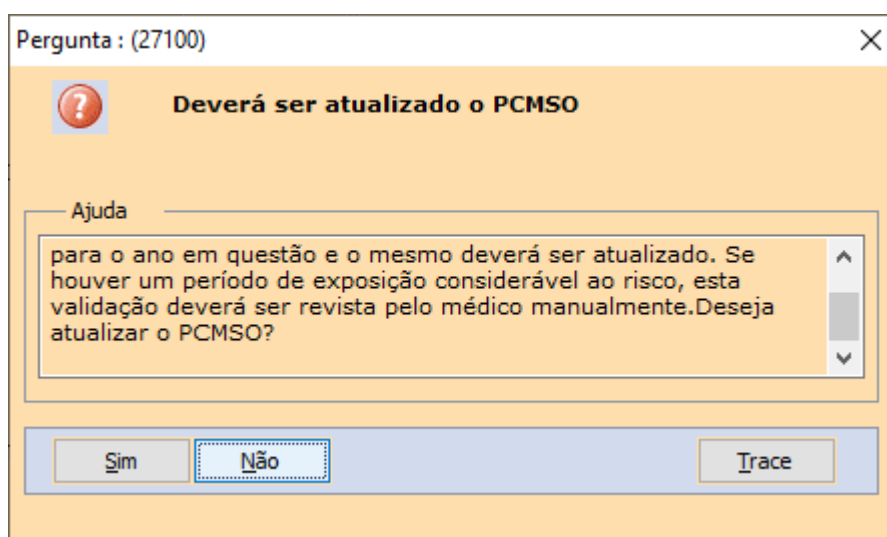 Pergunta : (27100)
Deverá ser atualizado o PCMSO
Ajuda
para o ano em questão e o mesmo deverá ser atualizado. Se
houver um período de exposição considerável ao risco, esta
validação deverá ser revista pelo médico manualmente.Deseja
atualizar o PCMSO?
Sim Não Trace